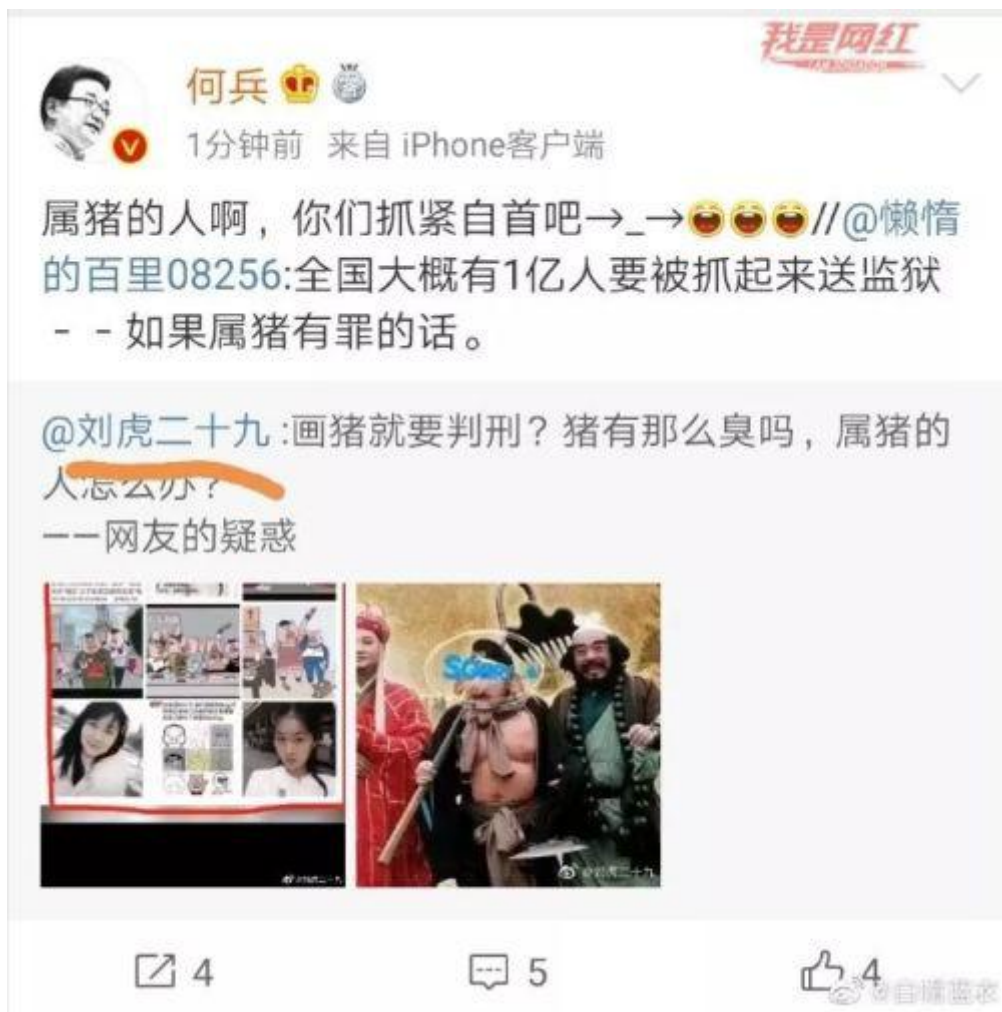 我是网红
何兵
1分钟前 来自 iPhone客户端
属猪的人啊，你们抓紧自首吧→_→//@懒惰
的百里08256:全国大概有1亿人要被抓起来送监狱
－－如果属猪有罪的话。
@刘虎二十九 :画猪就要判刑？猪有那么臭吗，属猪的
人怎么办？
——网友的疑惑
@刘虎二十九
4
5
4